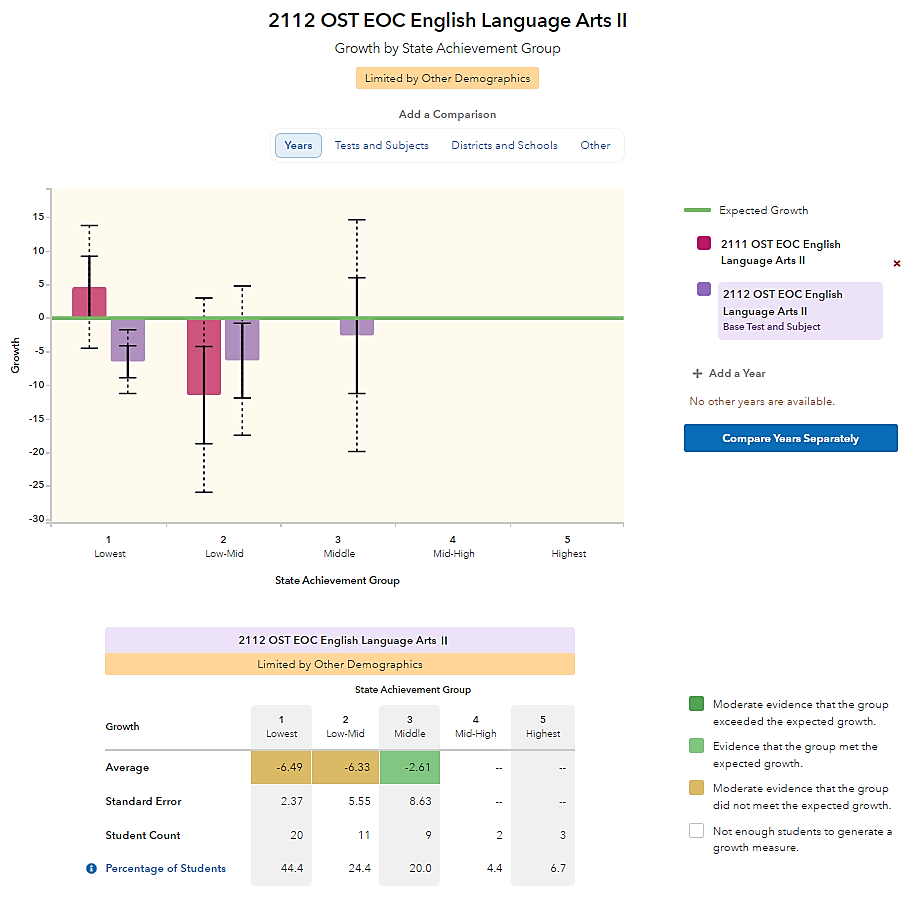 2112 OST EOC English Language Arts II
Growth by State Achievement Group
Limited by Other Demographics
Add a Comparison
Years
Tests and Subjects
Districts and Schools
Other
Growth
15
10
5
0
-5
-10
-15
-20
-25
-30
1
Lowest
2
Low-Mid
3
Middle
4
Mid-High
5
Highest
State Achievement Group
Expected Growth
2111 OST EOC English
Language Arts II
×
2112 OST EOC English
Language Arts II
Base Test and Subject
+ Add a Year
No other years are available.
Compare Years Separately
2112 OST EOC English Language Arts II
Limited by Other Demographics
State Achievement Group
Growth 1 2 3 4 5
Lowest Low-Mid Middle Mid-High Highest
Average -6.49 -6.33 -2.61 -- --
Standard Error 2.37 5.55 8.63 -- --
Student Count 20 11 9 2 3
i Percentage of Students 44.4 24.4 20.0 4.4 6.7
Moderate evidence that the group
exceeded the expected growth.
Evidence that the group met the
expected growth.
Moderate evidence that the group
did not meet the expected growth.
Not enough students to generate a
growth measure.